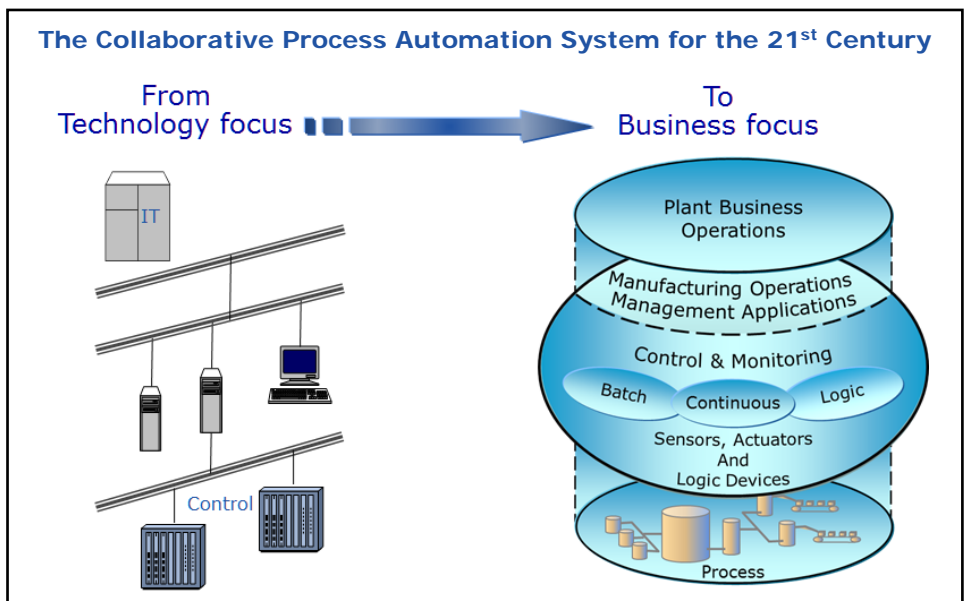 The Collaborative Process Automation System for the 21st Century
From
Technology focus
To
Business focus
IT
Control
Plant Business
Operations
Manufacturing Operations
Management Applications
Control & Monitoring
Batch
Continuous
Logic
Sensors, Actuators
And
Logic Devices
Process